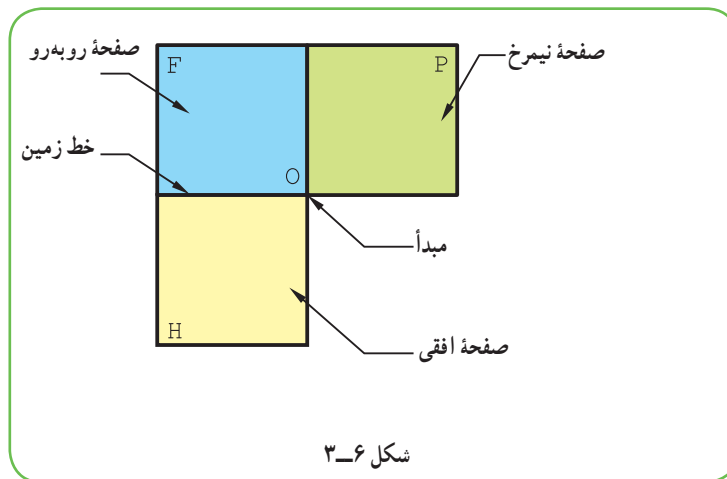 صفحهٔ روبه‌رو
F
P
صفحهٔ نیمرخ
خط زمین
O
مبدأ
H
صفحهٔ افقی
شکل ۶ــ۳